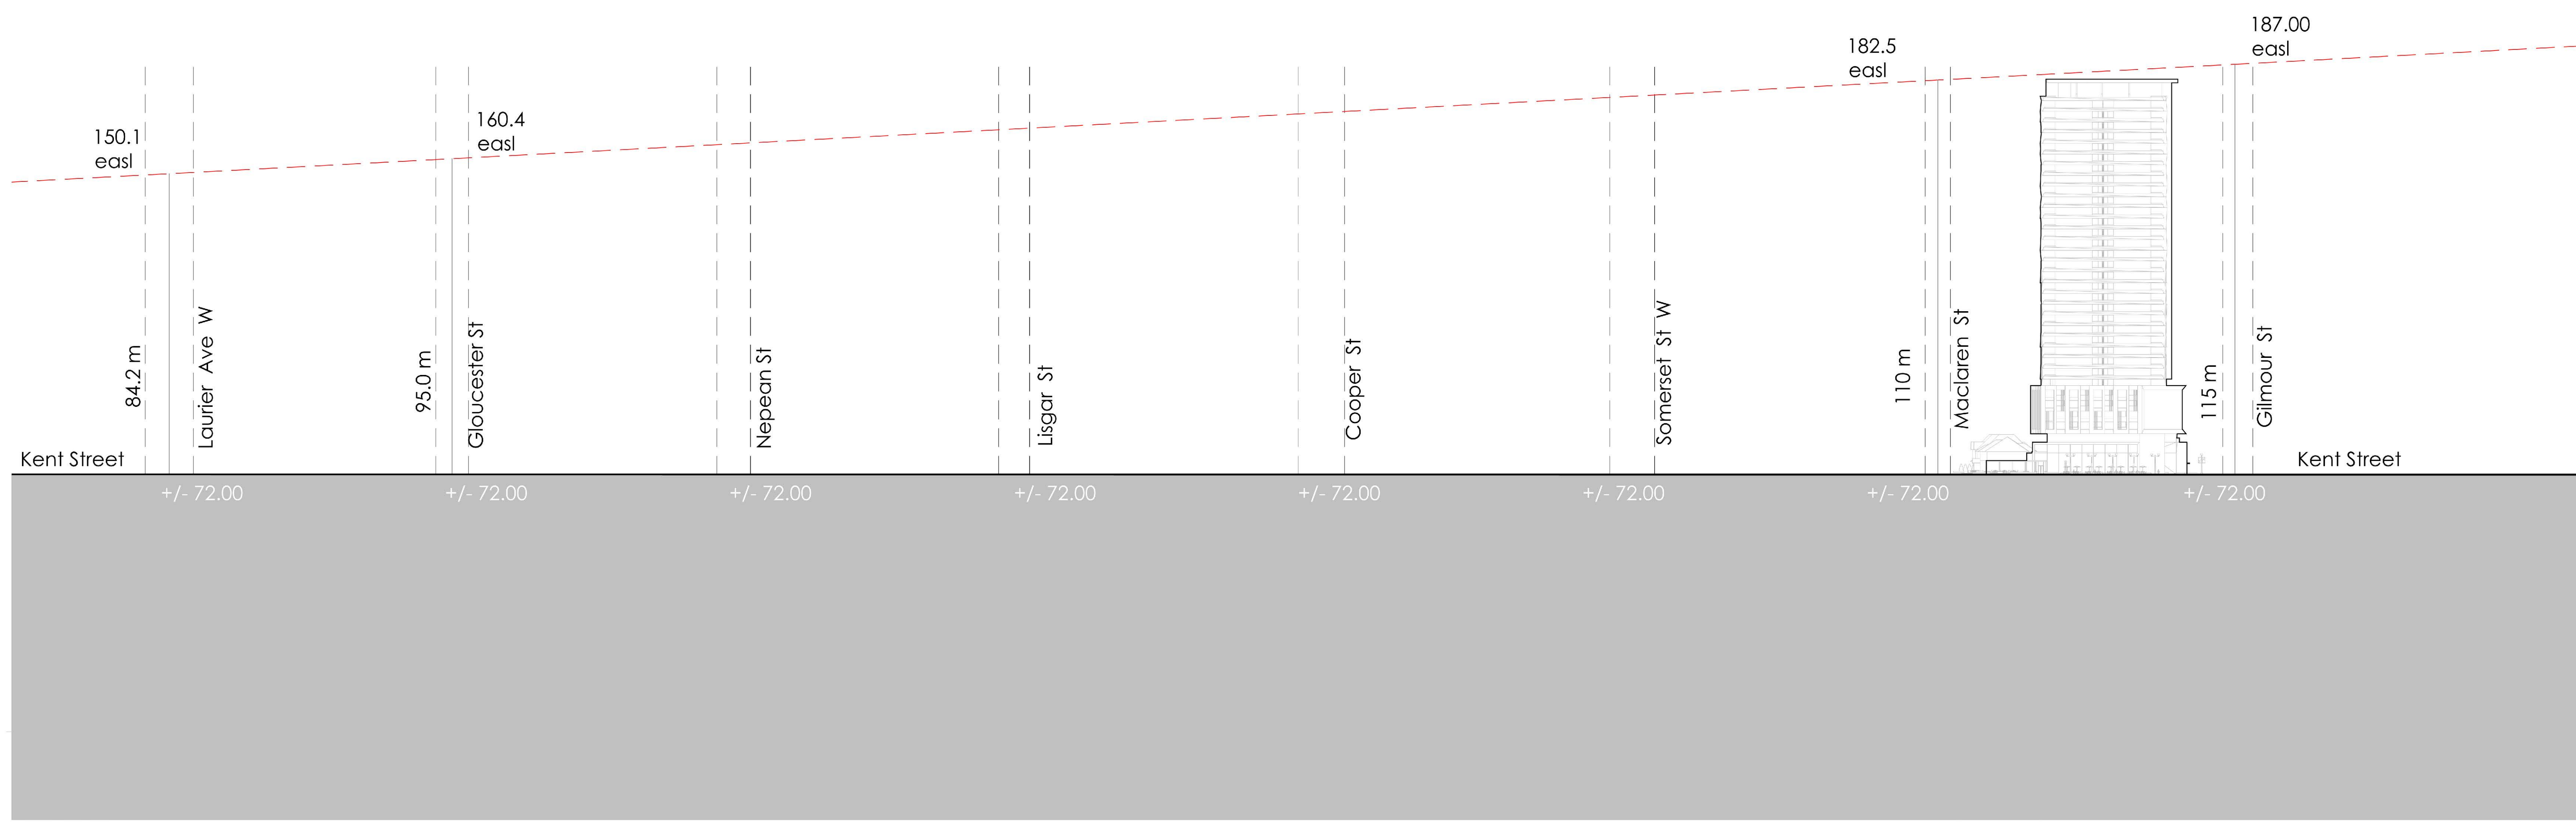 187.00
easl
182.5
easl
160.4
easl
150.1
easl
84.2 m
Laurier Ave W
95.0 m
Gloucester St
Nepean St
Lisgar St
Cooper St
Somerset St W
110 m
Maclaren St
115 m
Gilmour St
Kent Street
Kent Street
+/- 72.00
+/- 72.00
+/- 72.00
+/- 72.00
+/- 72.00
+/- 72.00
+/- 72.00
+/- 72.00